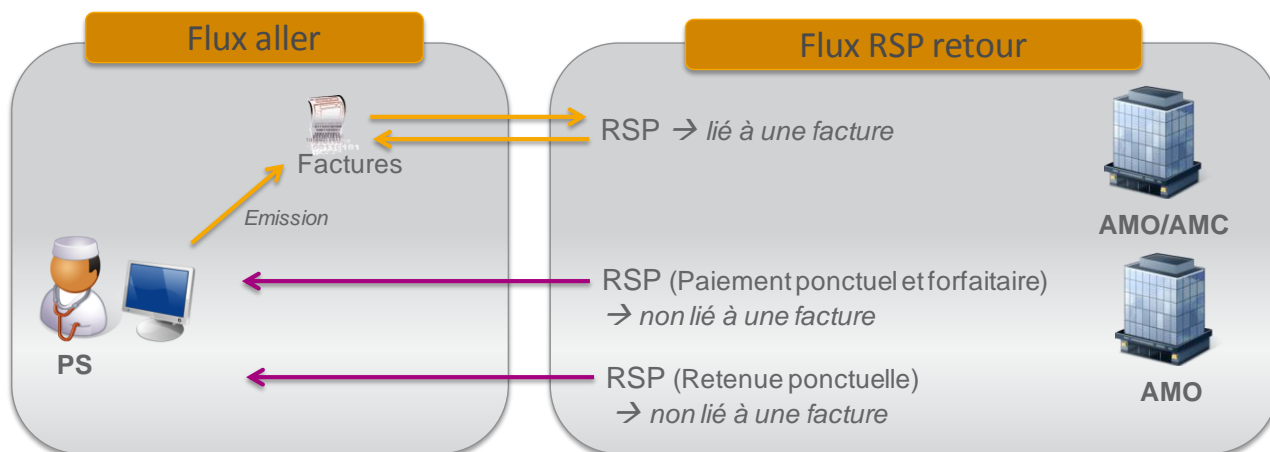 Flux aller
Flux RSP retour
Factures
Emission
PS
RSP → lié à une facture
AMO/AMC
RSP (Paiement ponctuel et forfaitaire)
→ non lié à une facture
RSP (Retenue ponctuelle)
→ non lié à une facture
AMO